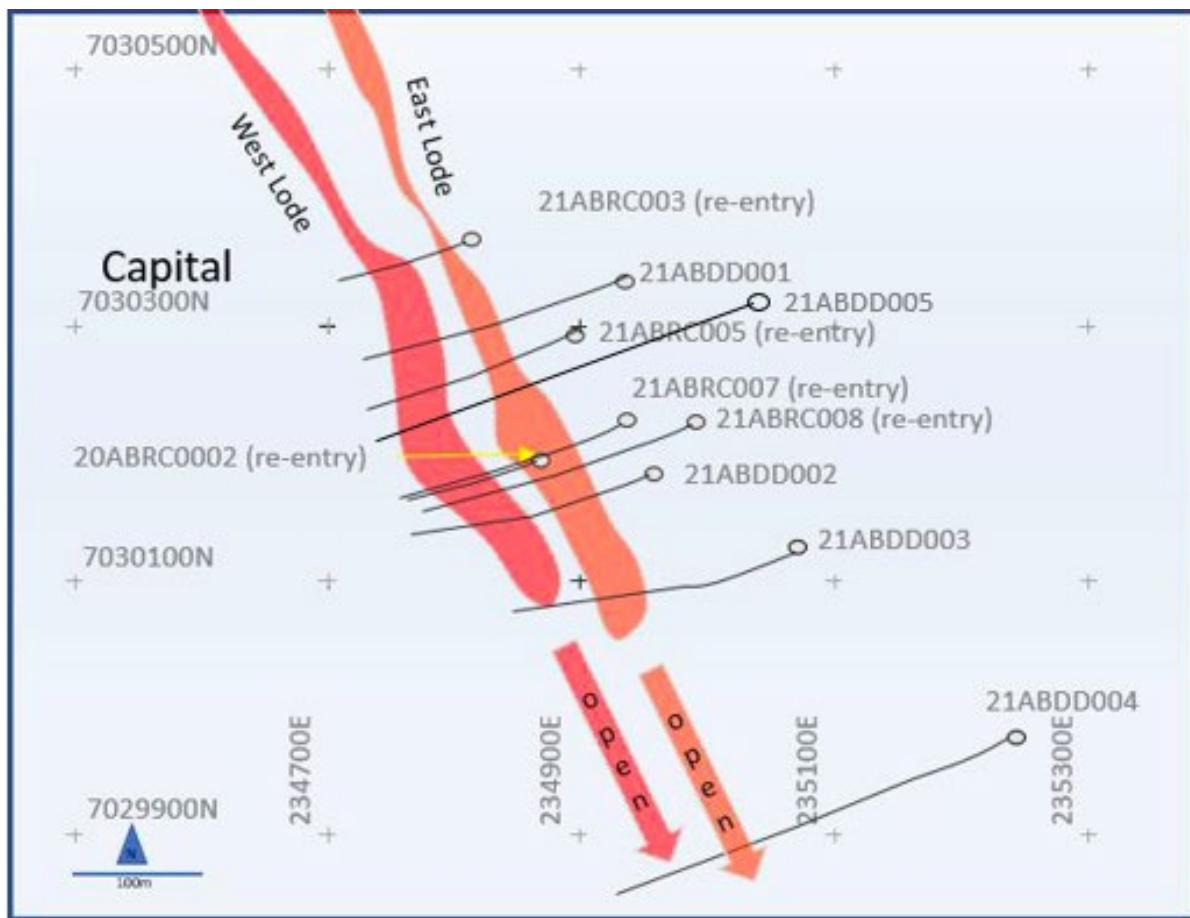 7030500N
West Lode
East Lode
21ABRC003 (re-entry)
Capital
21ABDD001
7030300N
21ABDD005
21ABRC005 (re-entry)
21ABRC007 (re-entry)
21ABRC008 (re-entry)
20ABRC0002 (re-entry)
21ABDD002
21ABDD003
7030100N
open
open
21ABDD004
234700E
234900E
235100E
235300E
7029900N
N
100m